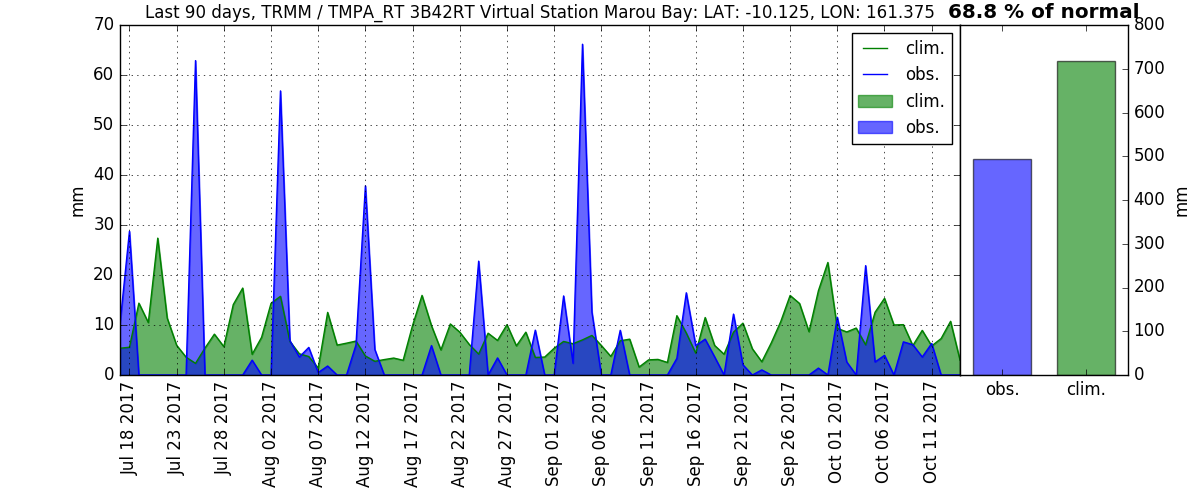 Last 90 days, TRMM / TMPA_RT 3B42RT Virtual Station Marou Bay: LAT: -10.125, LON: 161.375
68.8 % of normal
70
60
50
40
30
20
10
0
mm
clim.
obs.
clim.
obs.
Jul 18 2017
Jul 23 2017
Jul 28 2017
Aug 02 2017
Aug 07 2017
Aug 12 2017
Aug 17 2017
Aug 22 2017
Aug 27 2017
Sep 01 2017
Sep 06 2017
Sep 11 2017
Sep 16 2017
Sep 21 2017
Sep 26 2017
Oct 01 2017
Oct 06 2017
Oct 11 2017
obs.
clim.
800
700
600
500
400
300
200
100
0
mm